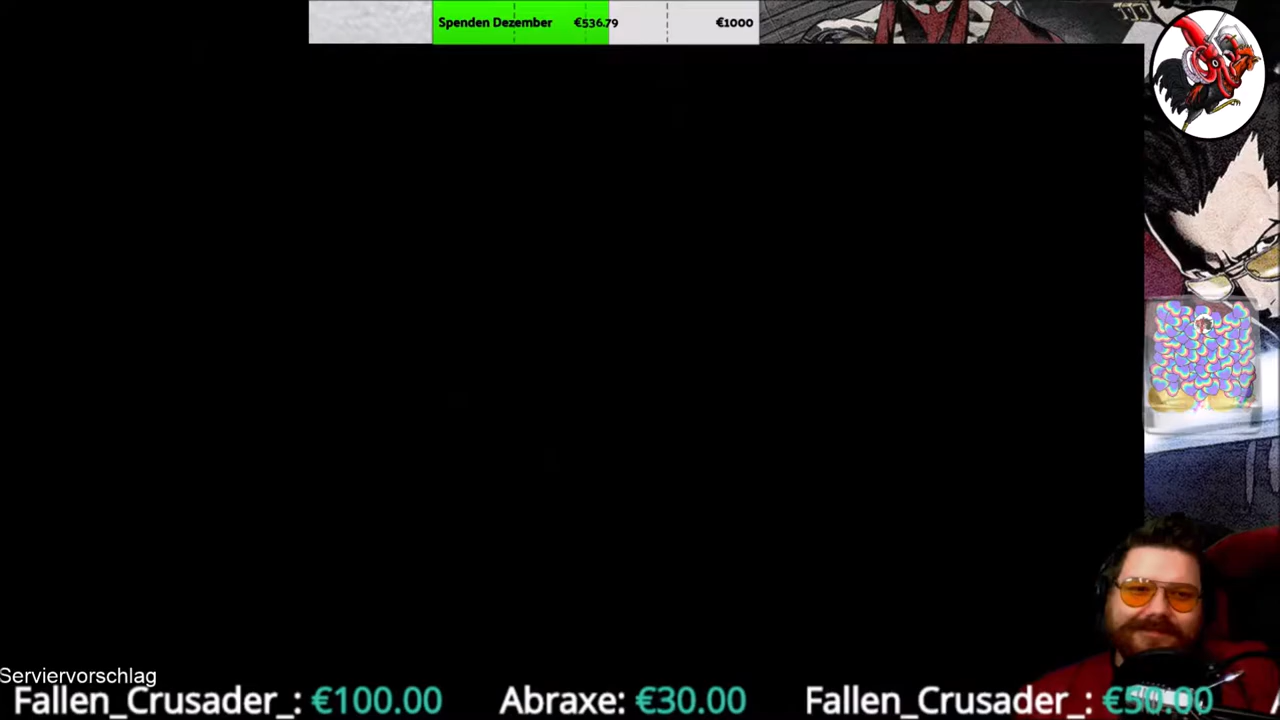 Spenden Dezember €536.79 €1000
Serviervorschlag
Fallen_Crusader_: €100.00 Abraxe: €30.00 Fallen_Crusader_: €50.00